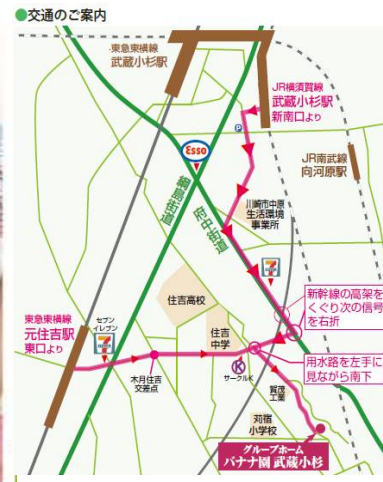 ●交通のご案内
東急東横線
武蔵小杉駅
JR横須賀線
武蔵小杉駅
新南口より
P
Esso
JR南武線
向河原駅
綱島街道
府中街道
川崎市中原
生活環境
事業所
7
住吉高校
新幹線の高架を
くぐり次の信号
を右折
東急東横線
元住吉駅
東口より
セブン
イレブン
7
住吉
中学
木月住吉
交差点
K
サークルK
用水路を左手に
見ながら南下
賀茂
工業
苅宿
小学校
グループホーム
バナナ園 武蔵小杉